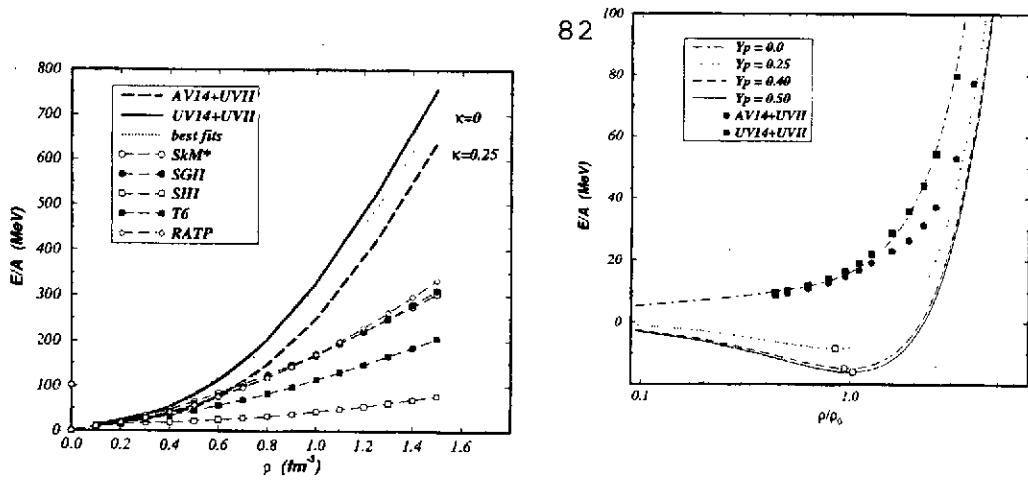 800
700
600
500
400
300
200
100
0
E/A (MeV)
AV14+UVII
UV14+UVII
best fits
SkM*
SGII
SIII
T6
RATP
κ=0
κ=0.25
0.0 0.2 0.4 0.6 0.8 1.0 1.2 1.4 1.6
ρ (fm⁻³)
82
100
80
60
40
20
0
E/A (MeV)
Yp = 0.0
Yp = 0.25
Yp = 0.40
Yp = 0.50
AV14+UVII
UV14+UVII
0.1 1.0
ρ/ρ₀